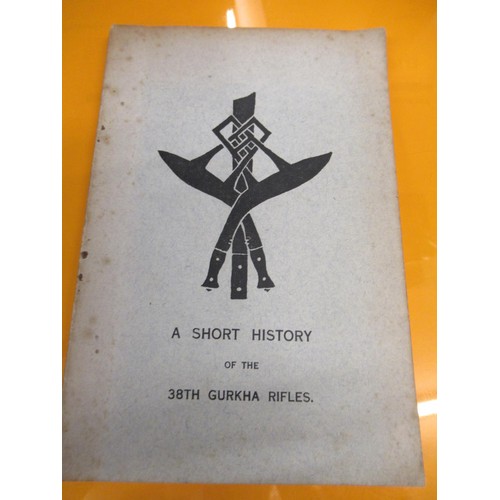 A SHORT HISTORY
OF THE
38TH GURKHA RIFLES.